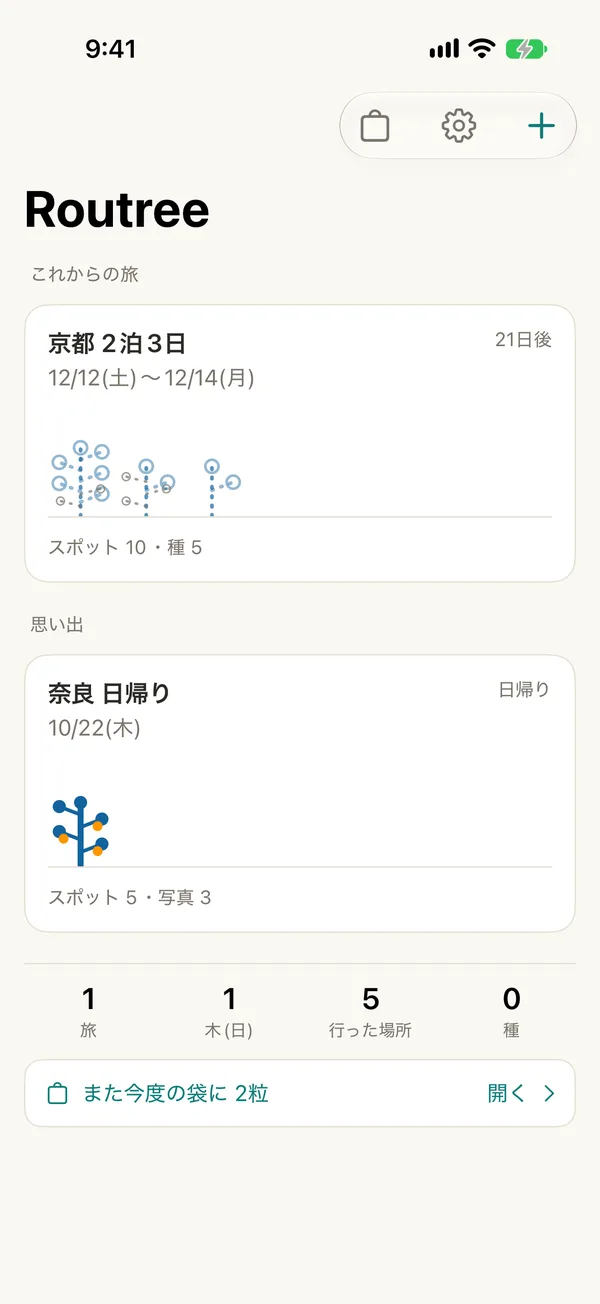 9:41
Routree
これからの旅
京都 2泊3日
21日後
12/12(土)〜12/14(月)
スポット 10・種 5
思い出
奈良 日帰り
日帰り
10/22(木)
スポット 5・写真 3
1
1
5
0
旅
木(日)
行った場所
種
また今度の袋に 2粒
開く